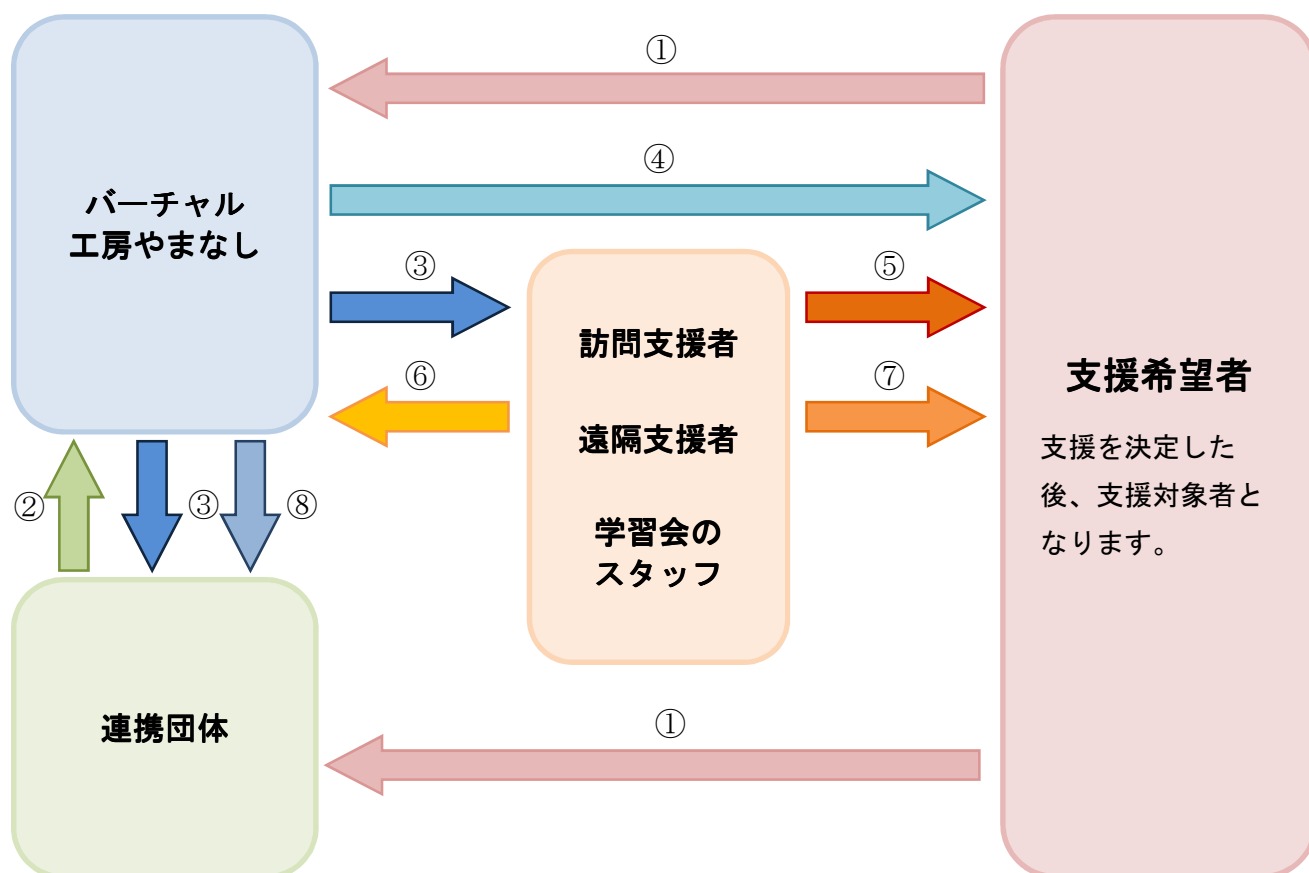 ①
④
バーチャル
工房やまなし
③
⑤
訪問支援者
⑥
⑦
支援希望者
遠隔支援者
支援を決定した
後、支援対象者と
なります。
②
③
⑧
学習会の
スタッフ
連携団体
①